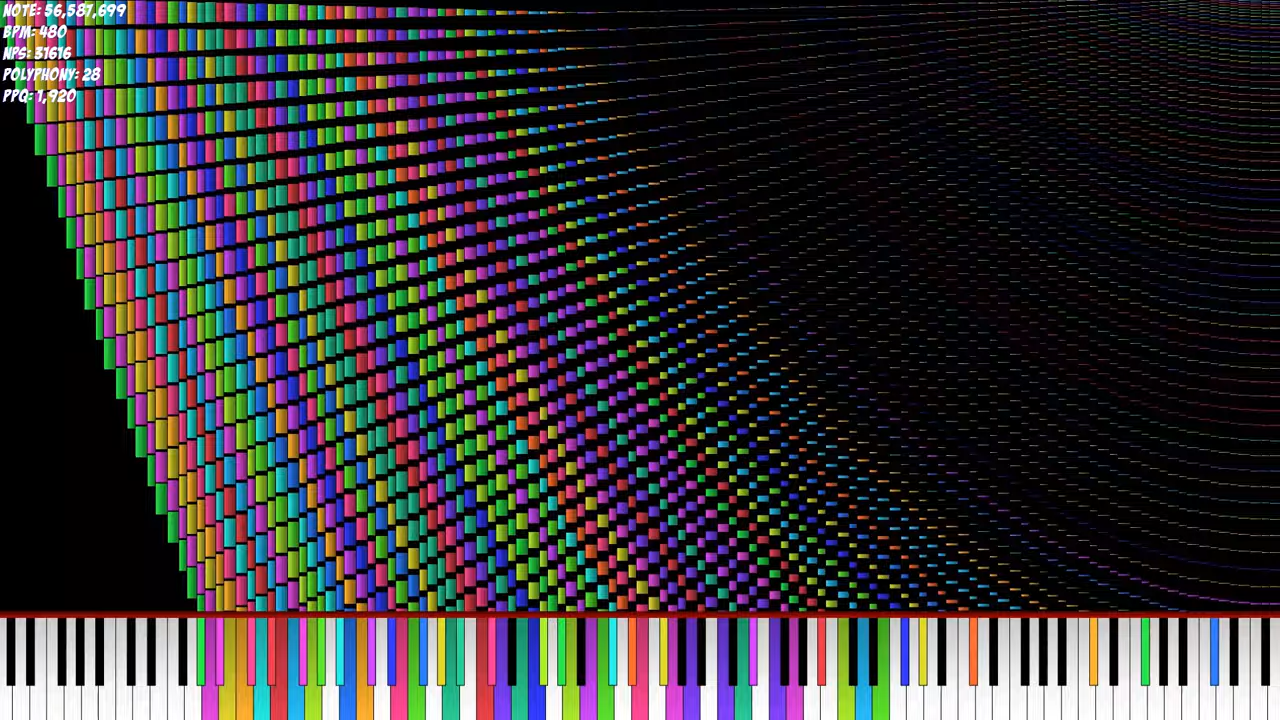 NOTE: 56,587,699
BPM: 480
NPS: 31616
POLYPHONY: 28
PPQ: 1,920